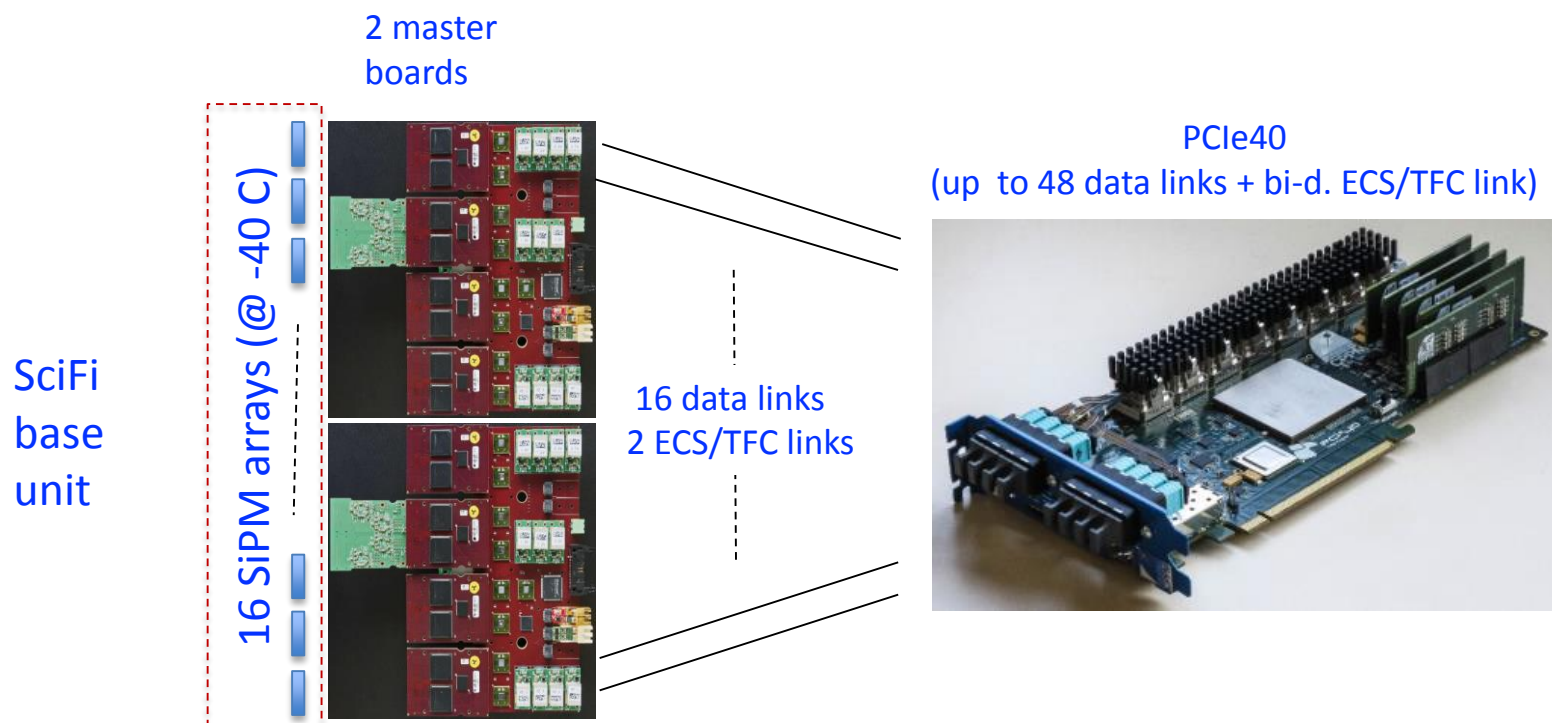 2 master
boards
16 SiPM arrays (@ -40 C)
PCIe40
(up to 48 data links + bi-d. ECS/TFC link)
SciFi
base
unit
16 data links
2 ECS/TFC links